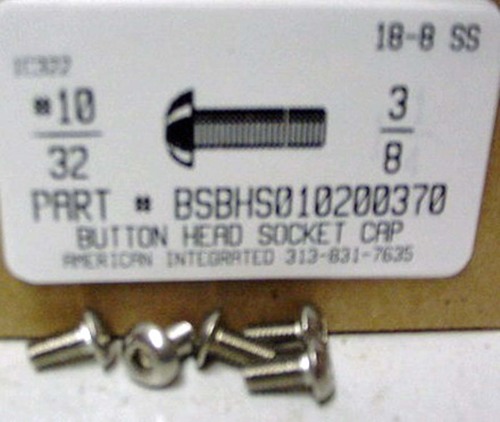 18-8 SS
#10
32
3
8
PART # BSBHS010200370
BUTTON HEAD SOCKET CAP
AMERICAN INTEGRATED 313-831-7635